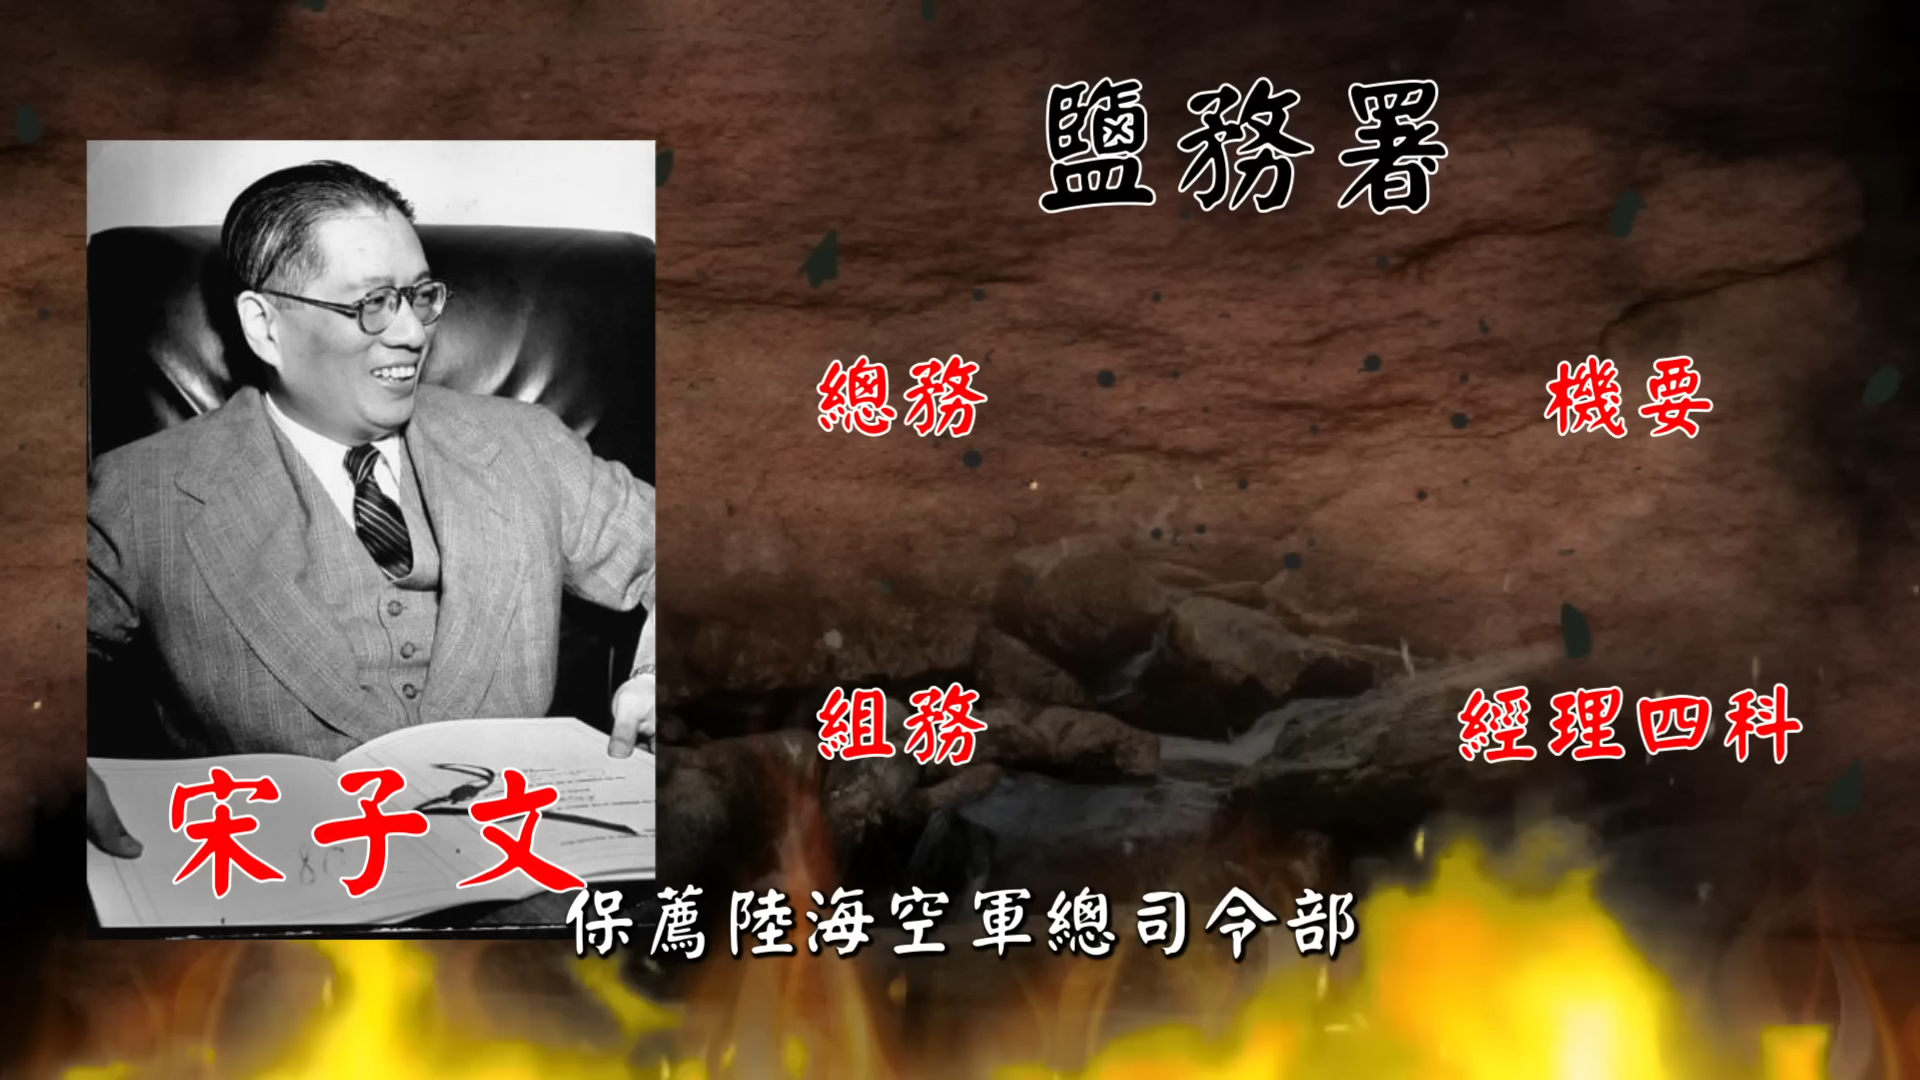 鹽務署
總務
機要
組務
經理四科
宋子文
保薦陸海空軍總司令部